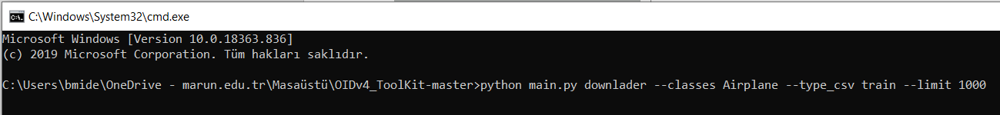 C:\Windows\System32\cmd.exe
Microsoft Windows [Version 10.0.18363.836]
(c) 2019 Microsoft Corporation. Tüm hakları saklıdır.
C:\Users\bmide\OneDrive - marun.edu.tr\Masaüstü\OIDv4_ToolKit-master>python main.py downlader --classes Airplane --type_csv train --limit 1000